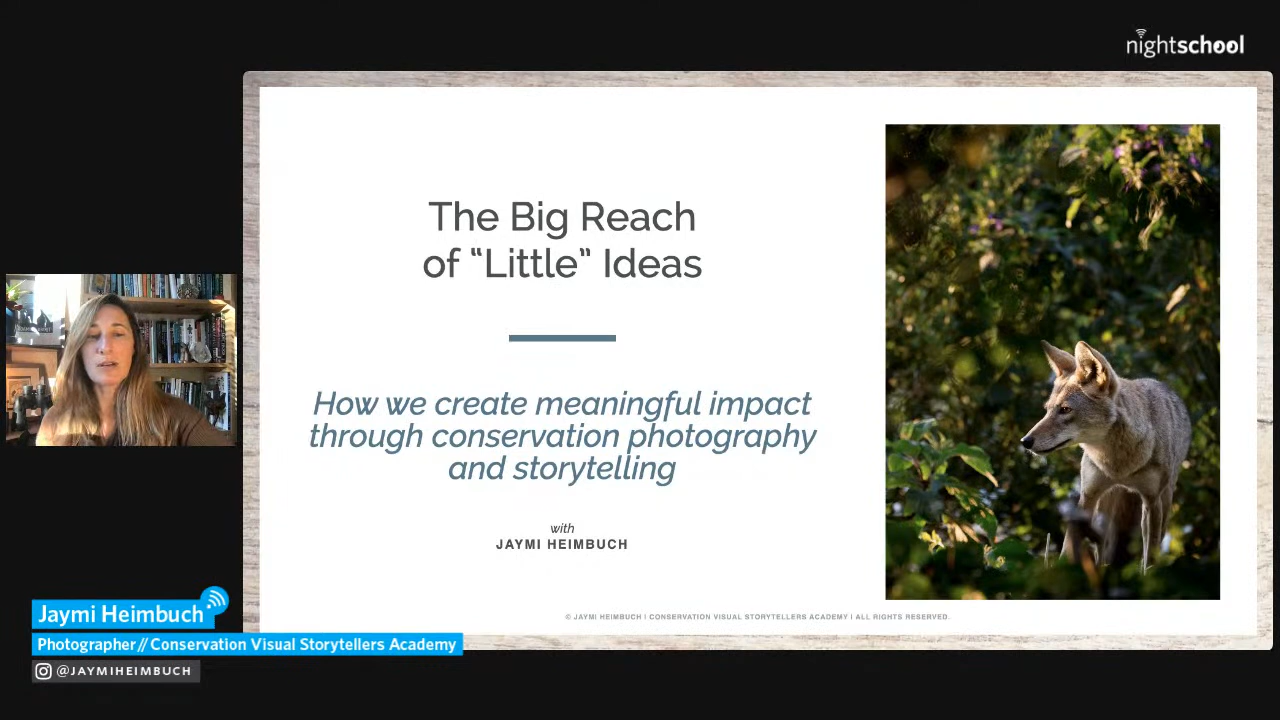 nightschool
The Big Reach
of “Little” Ideas
How we create meaningful impact
through conservation photography
and storytelling
with
JAYMI HEIMBUCH
© JAYMI HEIMBUCH | CONSERVATION VISUAL STORYTELLERS ACADEMY | ALL RIGHTS RESERVED
Jaymi Heimbuch
Photographer//Conservation Visual Storytellers Academy
@JAYMIHEIMBUCH